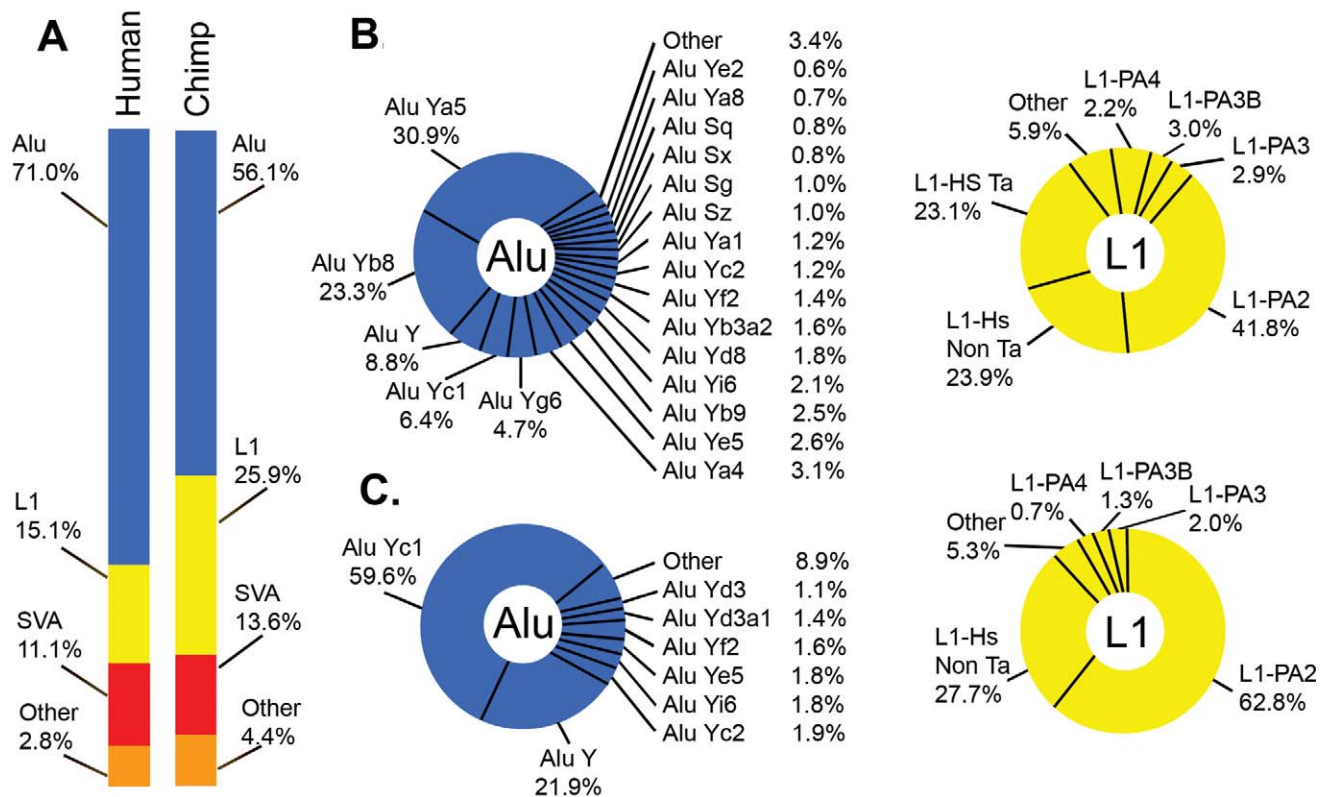 A
Human
Chimp
Alu
71.0%
Alu
56.1%
L1
15.1%
L1
25.9%
SVA
11.1%
SVA
13.6%
Other
2.8%
Other
4.4%
B
Alu Ya5
30.9%
Alu Yb8
23.3%
Alu Y
8.8%
Alu Yc1
6.4%
Alu Yg6
4.7%
Alu
Other 3.4%
Alu Ye2 0.6%
Alu Ya8 0.7%
Alu Sq 0.8%
Alu Sx 0.8%
Alu Sg 1.0%
Alu Sz 1.0%
Alu Ya1 1.2%
Alu Yc2 1.2%
Alu Yf2 1.4%
Alu Yb3a2 1.6%
Alu Yd8 1.8%
Alu Yi6 2.1%
Alu Yb9 2.5%
Alu Ye5 2.6%
Alu Ya4 3.1%
L1-PA4
2.2%
L1-PA3B
3.0%
L1-PA3
2.9%
Other
5.9%
L1-HS Ta
23.1%
L1
L1-PA2
41.8%
L1-Hs
Non Ta
23.9%
C.
Alu Yc1
59.6%
Alu
Alu Y
21.9%
Other 8.9%
Alu Yd3 1.1%
Alu Yd3a1 1.4%
Alu Yf2 1.6%
Alu Ye5 1.8%
Alu Yi6 1.8%
Alu Yc2 1.9%
L1-PA4
0.7%
L1-PA3B
1.3%
L1-PA3
2.0%
Other
5.3%
L1-Hs
Non Ta
27.7%
L1
L1-PA2
62.8%